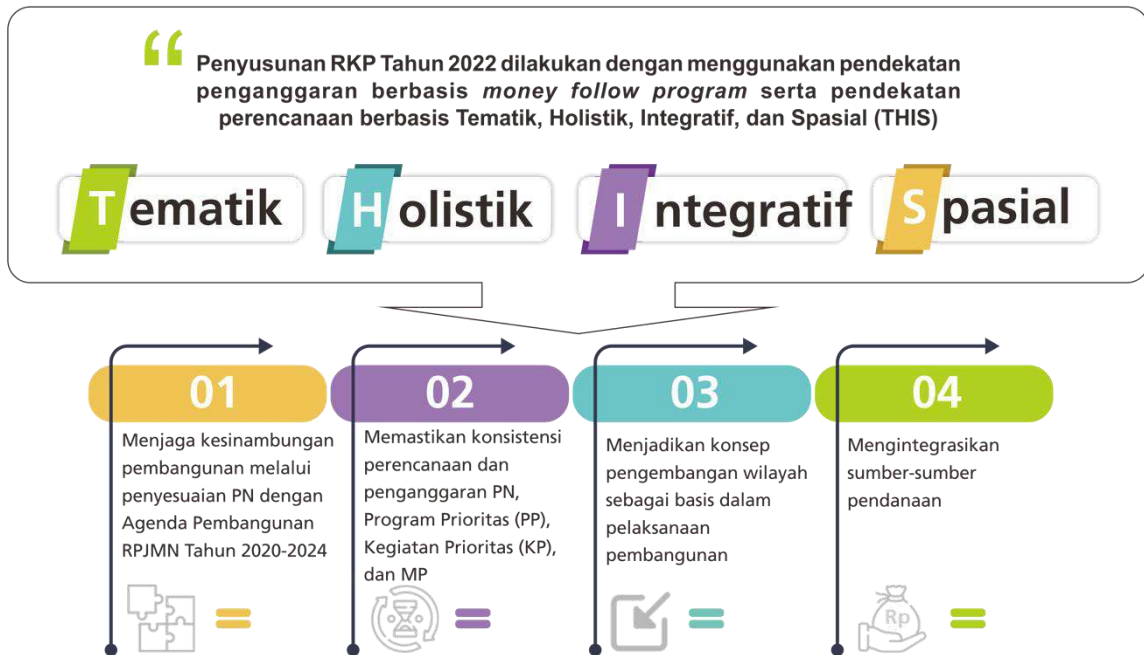 Penyusunan RKP Tahun 2022 dilakukan dengan menggunakan pendekatan
penganggaran berbasis money follow program serta pendekatan
perencanaan berbasis Tematik, Holistik, Integratif, dan Spasial (THIS)
Tematik Holistik Integratif Spasial
01
Menjaga kesinambungan
pembangunan melalui
penyesuaian PN dengan
Agenda Pembangunan
RPJMN Tahun 2020-2024
02
Memastikan konsistensi
perencanaan dan
penganggaran PN,
Program Prioritas (PP),
Kegiatan Prioritas (KP),
dan MP
03
Menjadikan konsep
pengembangan wilayah
sebagai basis dalam
pelaksanaan
pembangunan
04
Mengintegrasikan
sumber-sumber
pendanaan
Rp